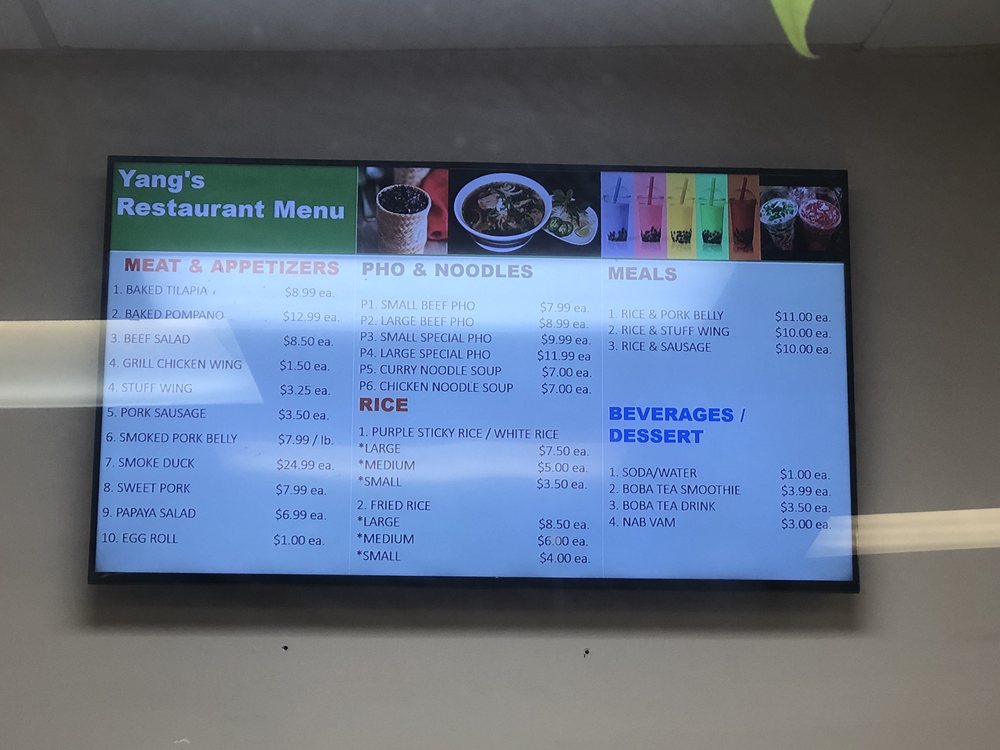 Yang's
Restaurant Menu
MEAT & APPETIZERS
1. BAKED TILAPIA $8.99 ea.
2. BAKED POMPANO $12.99 ea.
3. BEEF SALAD $8.50 ea.
4. GRILL CHICKEN WING $1.50 ea.
4. STUFF WING $3.25 ea.
5. PORK SAUSAGE $3.50 ea.
6. SMOKED PORK BELLY $7.99 / lb.
7. SMOKE DUCK $24.99 ea.
8. SWEET PORK $7.99 ea.
9. PAPAYA SALAD $6.99 ea.
10. EGG ROLL $1.00 ea.
PHO & NOODLES
P1. SMALL BEEF PHO $7.99 ea.
P2. LARGE BEEF PHO $8.99 ea.
P3. SMALL SPECIAL PHO $9.99 ea.
P4. LARGE SPECIAL PHO $11.99 ea
P5. CURRY NOODLE SOUP $7.00 ea.
P6. CHICKEN NOODLE SOUP $7.00 ea.
RICE
1. PURPLE STICKY RICE / WHITE RICE
*LARGE $7.50 ea.
*MEDIUM $5.00 ea.
*SMALL $3.50 ea.
2. FRIED RICE
*LARGE $8.50 ea.
*MEDIUM $6.00 ea.
*SMALL $4.00 ea.
MEALS
1. RICE & PORK BELLY $11.00 ea.
2. RICE & STUFF WING $10.00 ea.
3. RICE & SAUSAGE $10.00 ea.
BEVERAGES /
DESSERT
1. SODA/WATER $1.00 ea.
2. BOBA TEA SMOOTHIE $3.99 ea.
3. BOBA TEA DRINK $3.50 ea.
4. NAB VAM $3.00 ea.